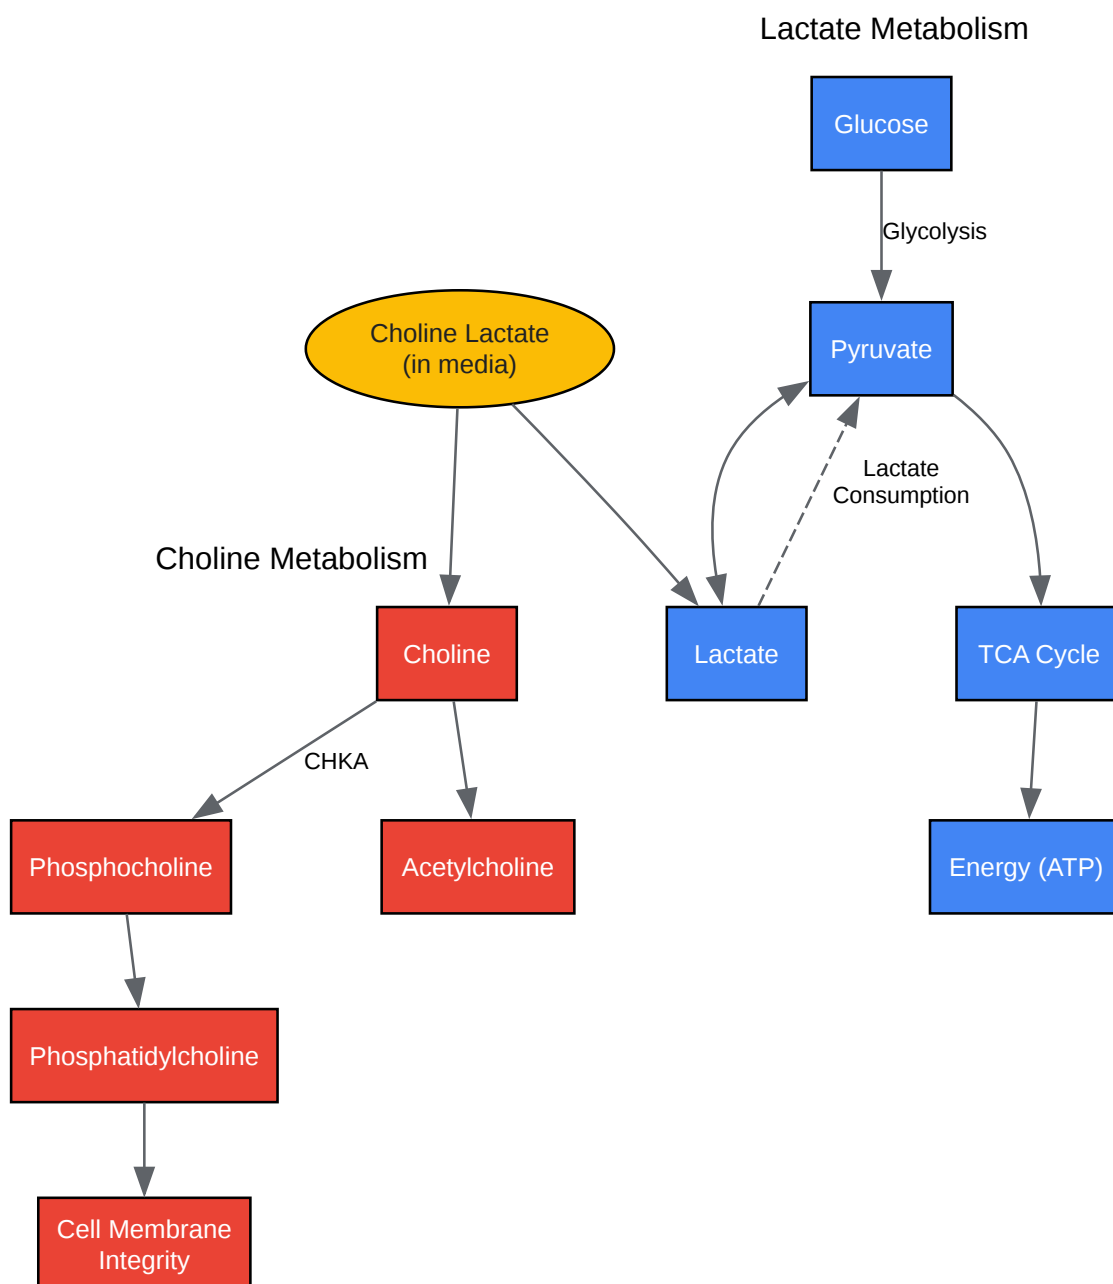 Lactate Metabolism
Glucose
Glycolysis
Choline Lactate
(in media)
Pyruvate
Lactate
Consumption
Choline Metabolism
Choline
Lactate
TCA Cycle
CHKA
Phosphocholine
Acetylcholine
Energy (ATP)
Phosphatidylcholine
Cell Membrane
Integrity